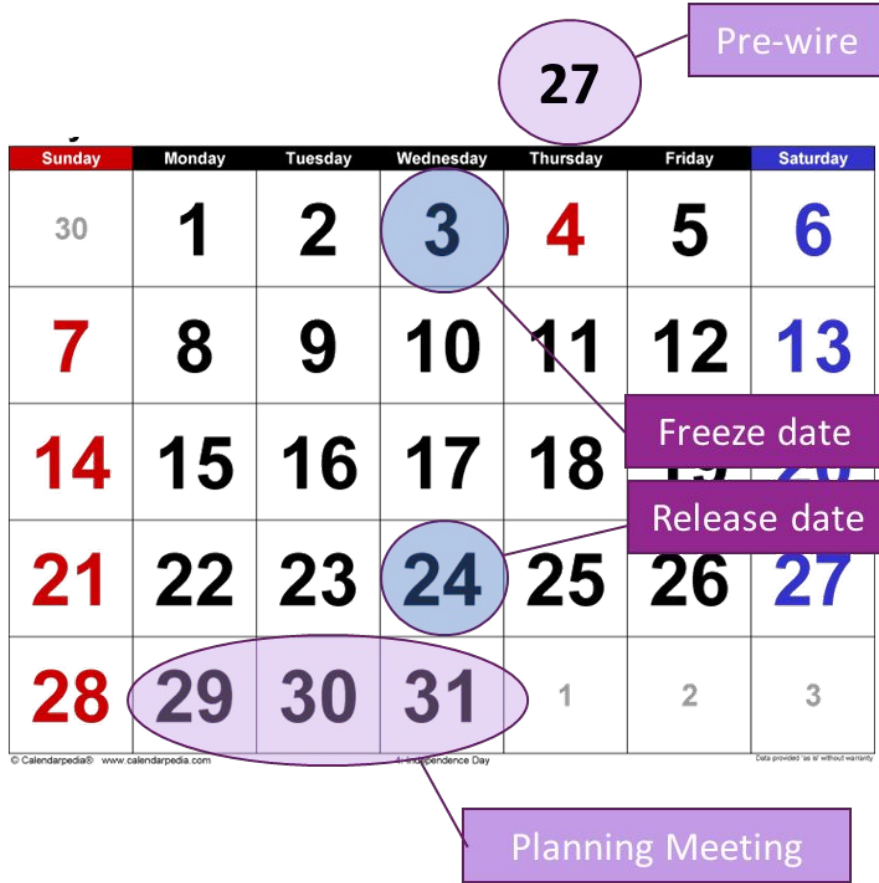 Pre-wire
27
Sunday Monday Tuesday Wednesday Thursday Friday Saturday
30 1 2 3 4 5 6
7 8 9 10 11 12 13
14 15 16 17 18 19 20
Freeze date
Release date
21 22 23 24 25 26 27
28 29 30 31 1 2 3
© Calendarpedia® www.calendarpedia.com 4: Independence Day Data provided 'as is' without warranty
Planning Meeting